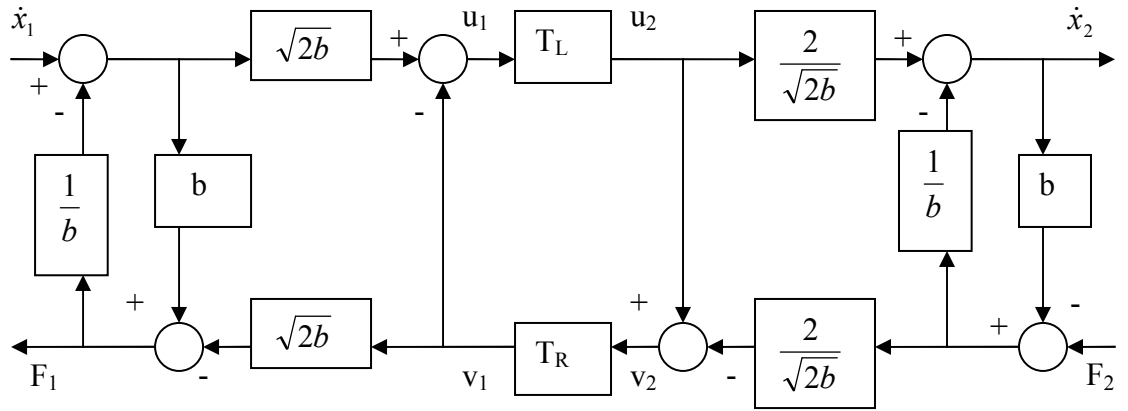 ẋ₁ √2b + u₁ T_L u₂ 2/√2b + ẋ₂
+ - - -
1/b b 1/b b
+ √2b + 2/√2b + -
F₁ - v₁ T_R v₂ - F₂